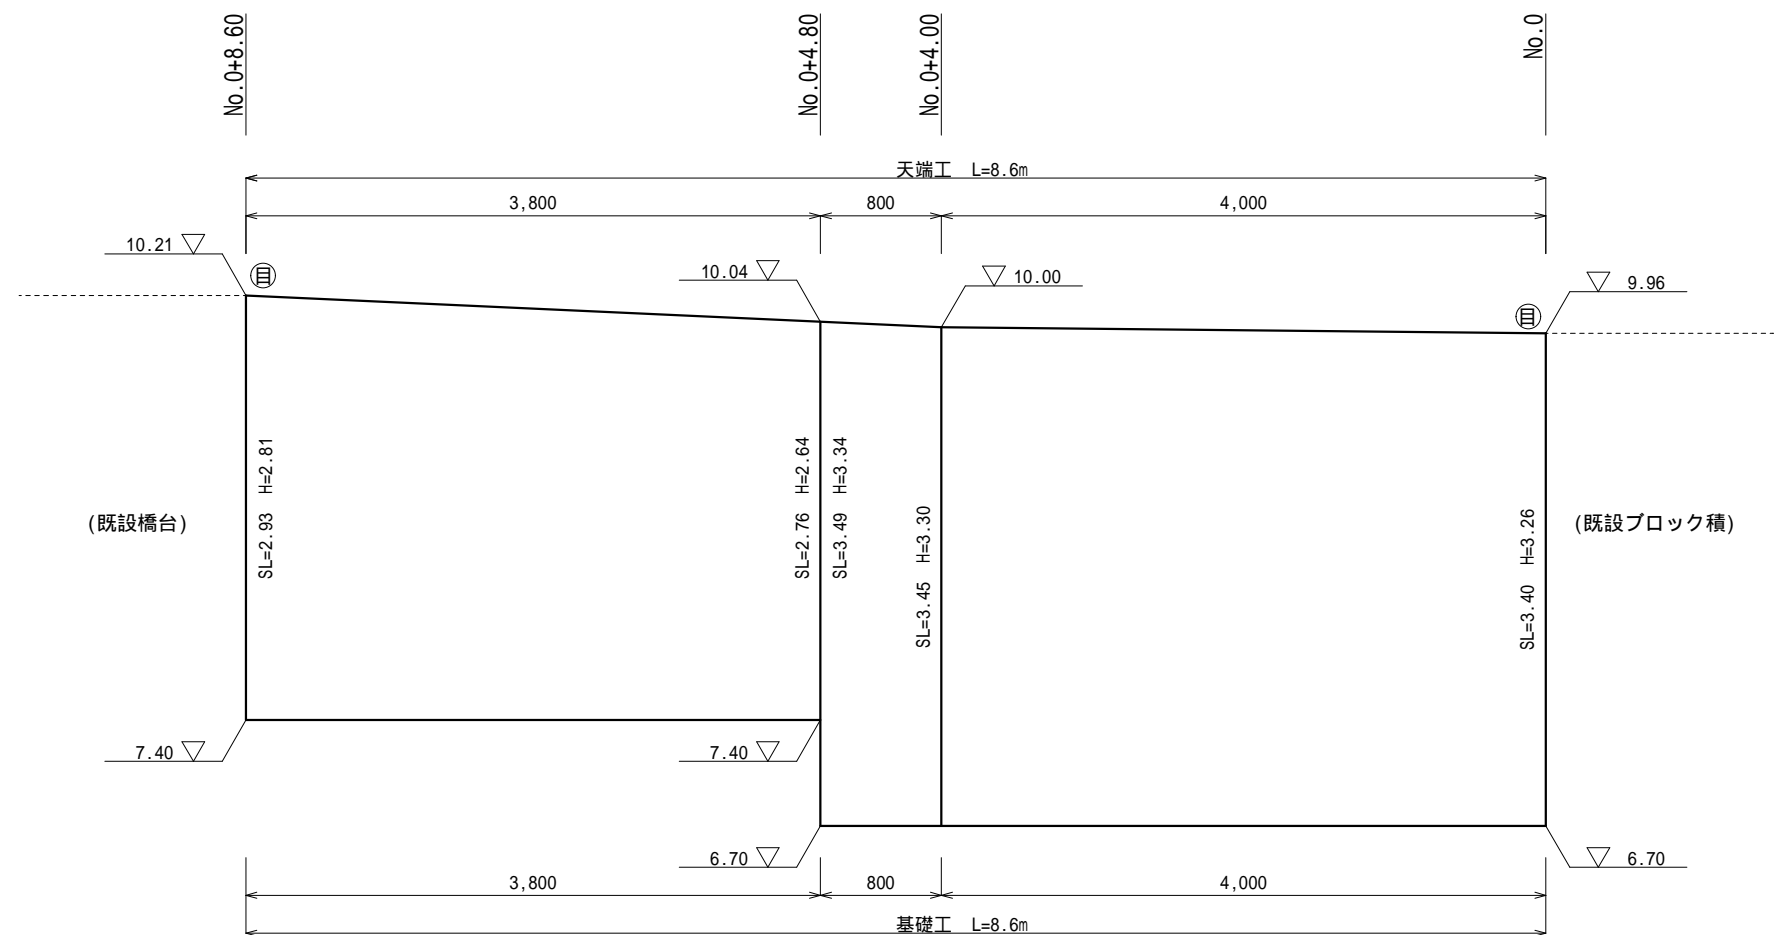 No.0+8.60
No.0+4.80
No.0+4.00
No.0
天端工 L=8.6m
3,800
800
4,000
10.21
目
10.04
10.00
9.96
目
H=2.81
SL=2.93
H=2.64
SL=2.76
H=3.34
SL=3.49
H=3.30
SL=3.45
H=3.26
SL=3.40
(既設橋台)
(既設ブロック積)
7.40
7.40
6.70
6.70
3,800
800
4,000
基礎工 L=8.6m